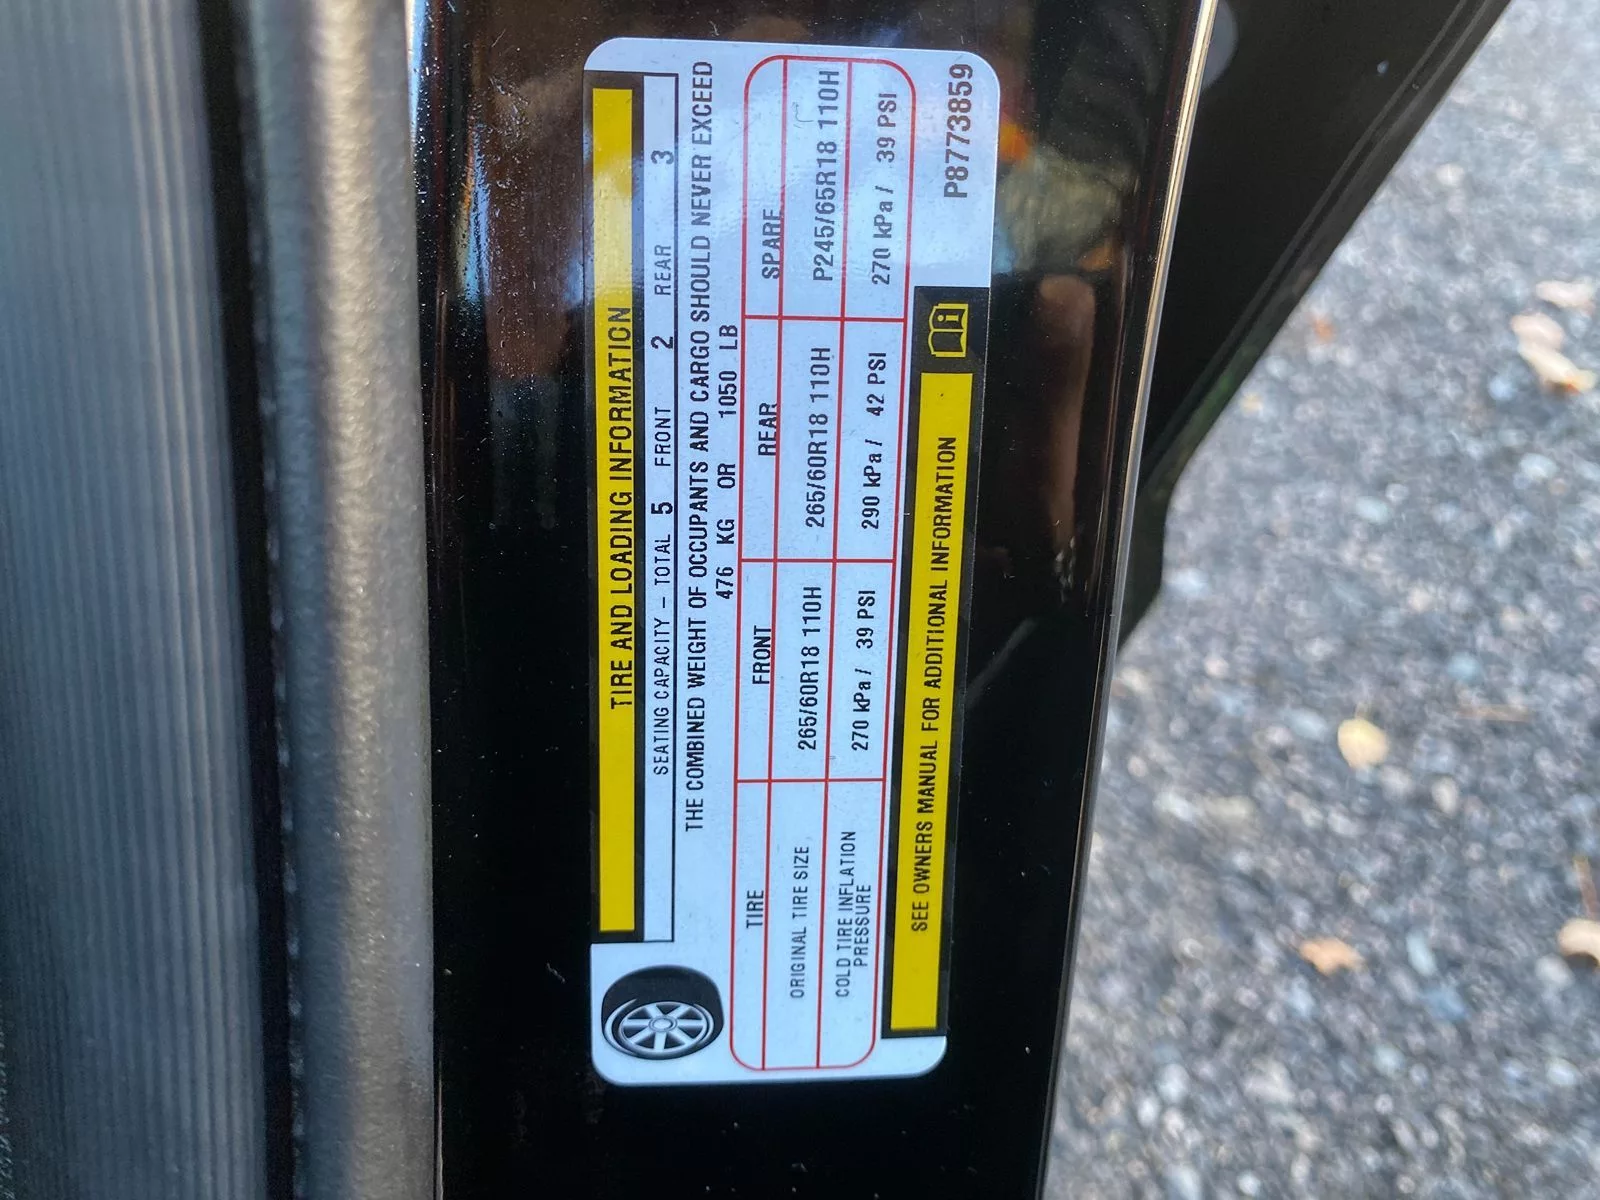 TIRE AND LOADING INFORMATION
SEATING CAPACITY – TOTAL 5 FRONT 2 REAR 3
THE COMBINED WEIGHT OF OCCUPANTS AND CARGO SHOULD NEVER EXCEED
476 KG OR 1050 LB
TIRE FRONT REAR SPARE
ORIGINAL TIRE SIZE 265/60R18 110H 265/60R18 110H P245/65R18 110H
COLD TIRE INFLATION
PRESSURE 270 kPa / 39 PSI 290 kPa / 42 PSI 270 kPa / 39 PSI
SEE OWNERS MANUAL FOR ADDITIONAL INFORMATION
P8773859